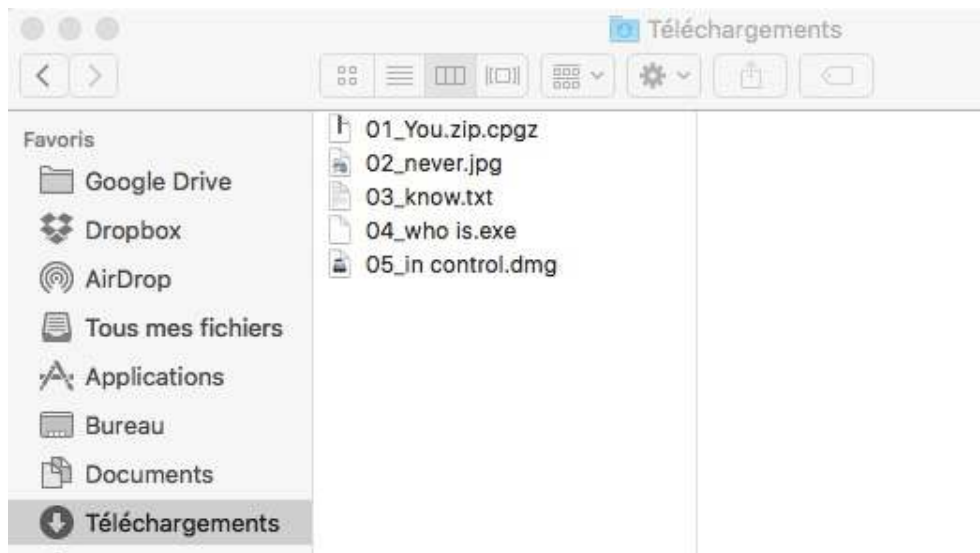 Téléchargements
Favoris
Google Drive
Dropbox
AirDrop
Tous mes fichiers
Applications
Bureau
Documents
Téléchargements
01_You.zip.cpgz
02_never.jpg
03_know.txt
04_who is.exe
05_in control.dmg